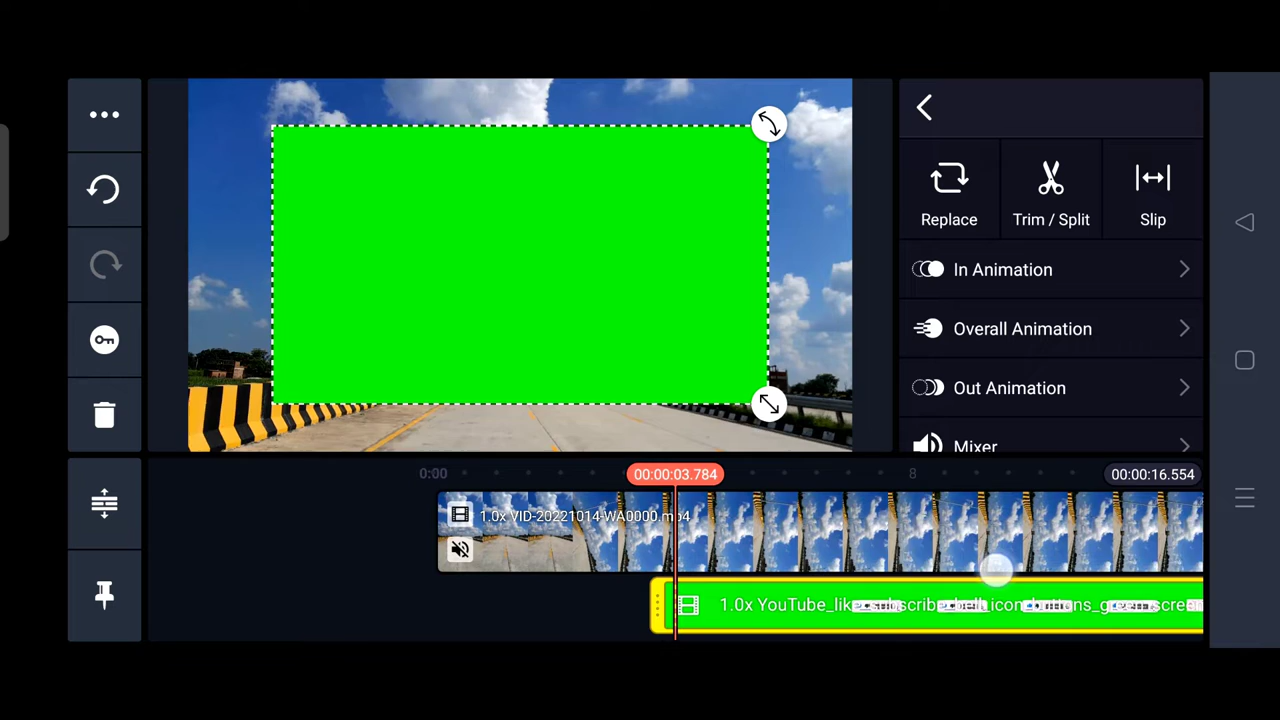 Replace
Trim / Split
Slip
In Animation
Overall Animation
Out Animation
Mixer
0:00
00:00:03.784
8
00:00:16.554
1.0x VID-20221014-WA0000.mp4
1.0x YouTube_like_subscribe_bell_icon_buttons_green_scree